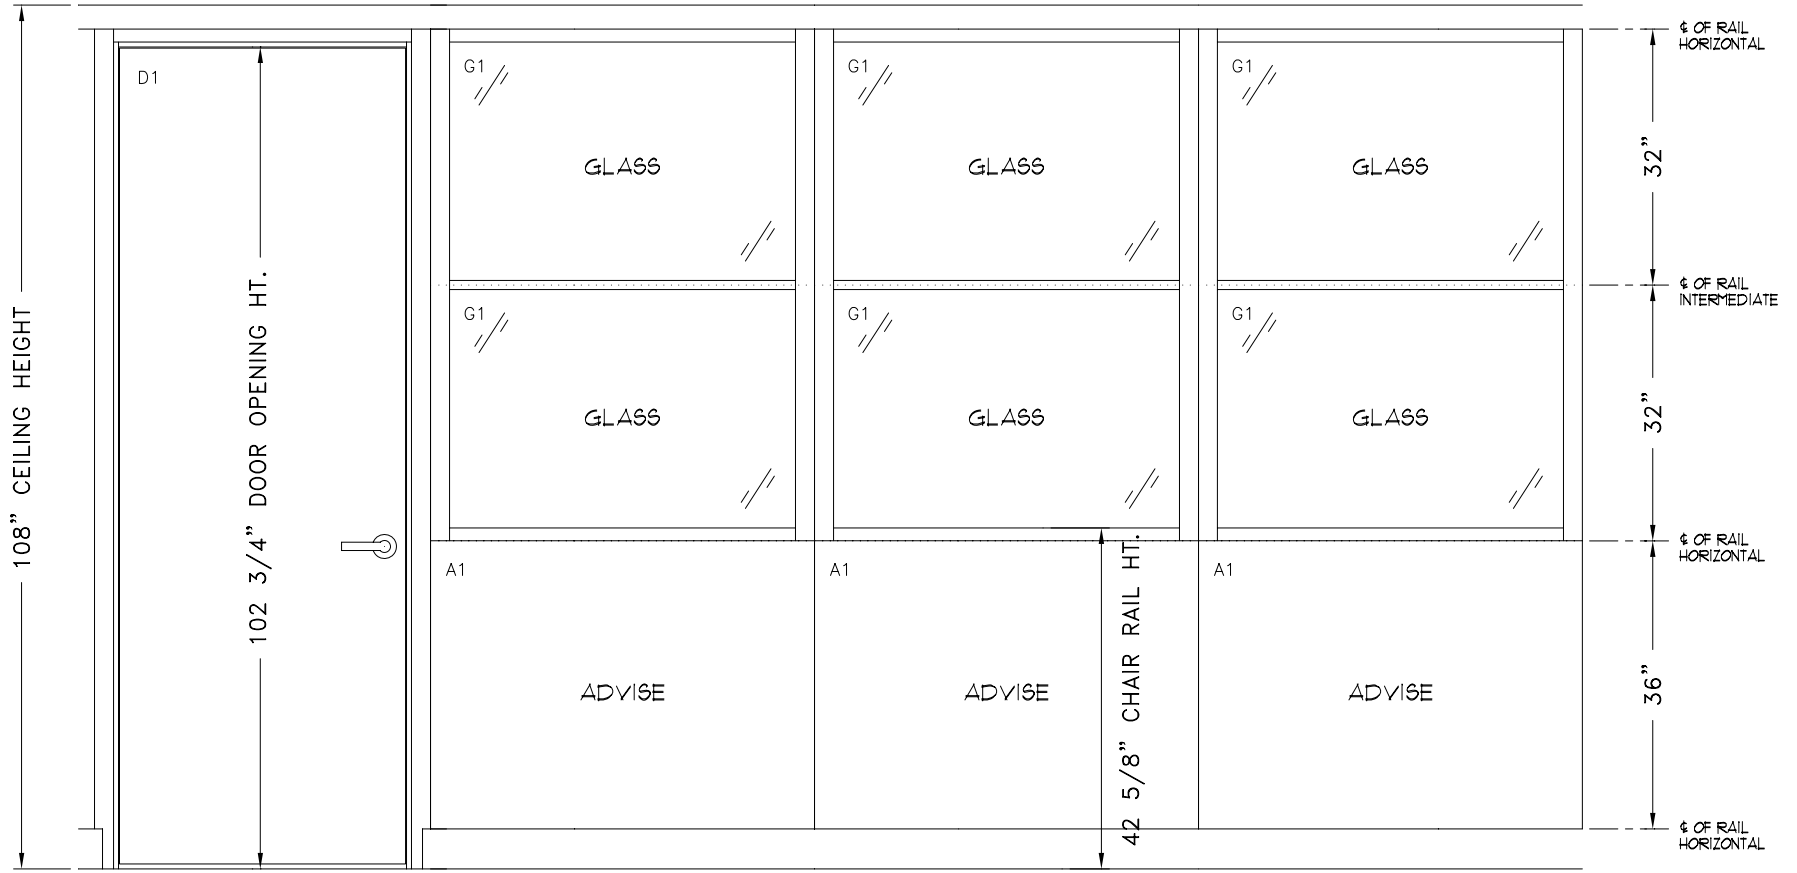 ℄ OF RAIL
HORIZONTAL
D1
G1
G1
G1
GLASS
GLASS
GLASS
32”
℄ OF RAIL
INTERMEDIATE
G1
G1
G1
108” CEILING HEIGHT
102 3/4” DOOR OPENING HT.
GLASS
GLASS
GLASS
32”
℄ OF RAIL
HORIZONTAL
A1
A1
A1
ADVISE
ADVISE
42 5/8” CHAIR RAIL HT.
ADVISE
36”
℄ OF RAIL
HORIZONTAL